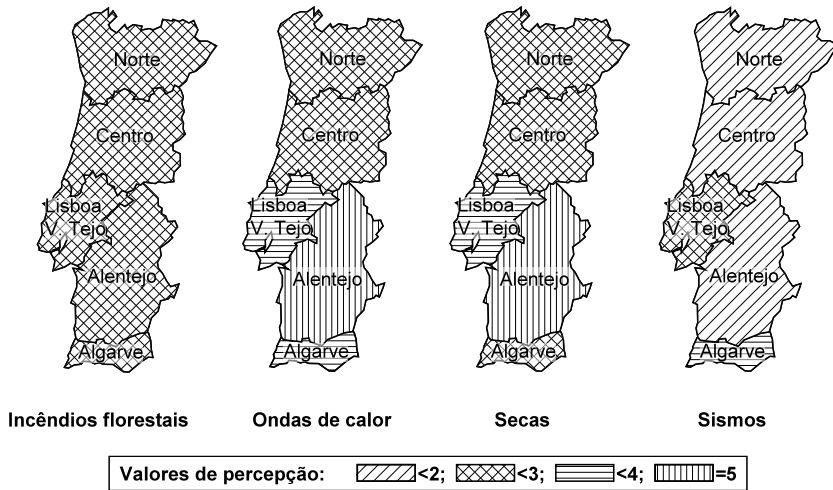 Norte
Centro
Lisboa
V. Tejo
Alentejo
Algarve
Incêndios florestais
Norte
Centro
Lisboa
V. Tejo
Alentejo
Algarve
Ondas de calor
Norte
Centro
Lisboa
V. Tejo
Alentejo
Algarve
Secas
Norte
Centro
Lisboa
V. Tejo
Alentejo
Algarve
Sismos
Valores de percepção: <2; <3; <4; =5